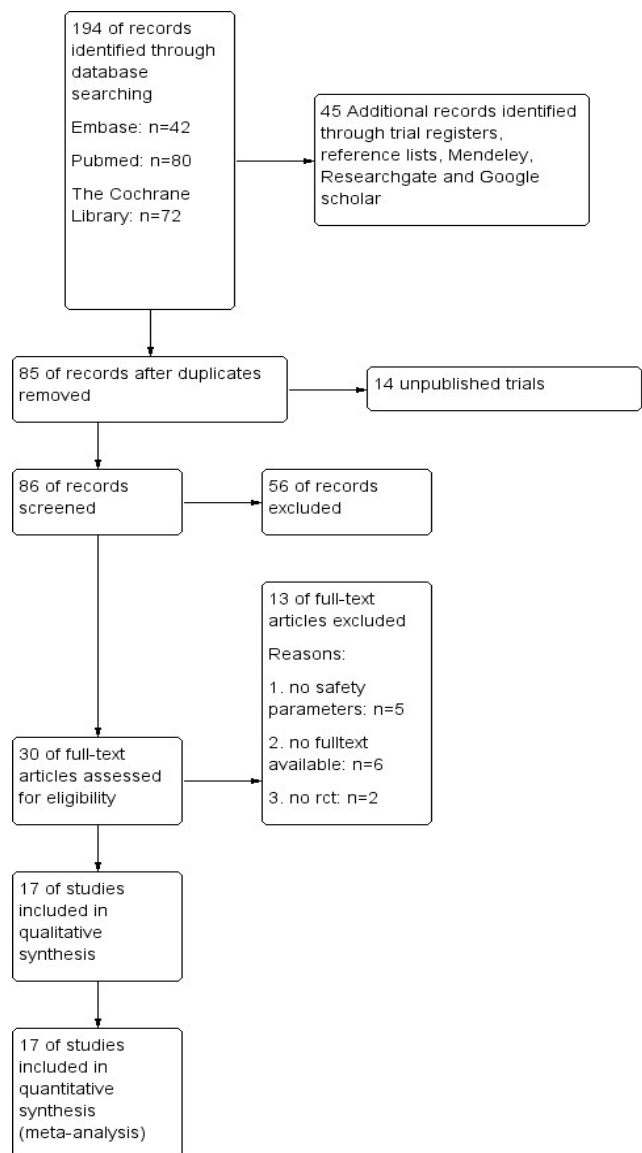 194 of records
identified through
database
searching
Embase: n=42
Pubmed: n=80
The Cochrane
Library: n=72
45 Additional records identified
through trial registers,
reference lists, Mendeley,
Researchgate and Google
scholar
85 of records after duplicates
removed
14 unpublished trials
86 of records
screened
56 of records
excluded
13 of full-text
articles excluded
Reasons:
1. no safety
parameters: n=5
2. no fulltext
available: n=6
3. no rct: n=2
30 of full-text
articles assessed
for eligibility
17 of studies
included in
qualitative
synthesis
17 of studies
included in
quantitative
synthesis
(meta-analysis)